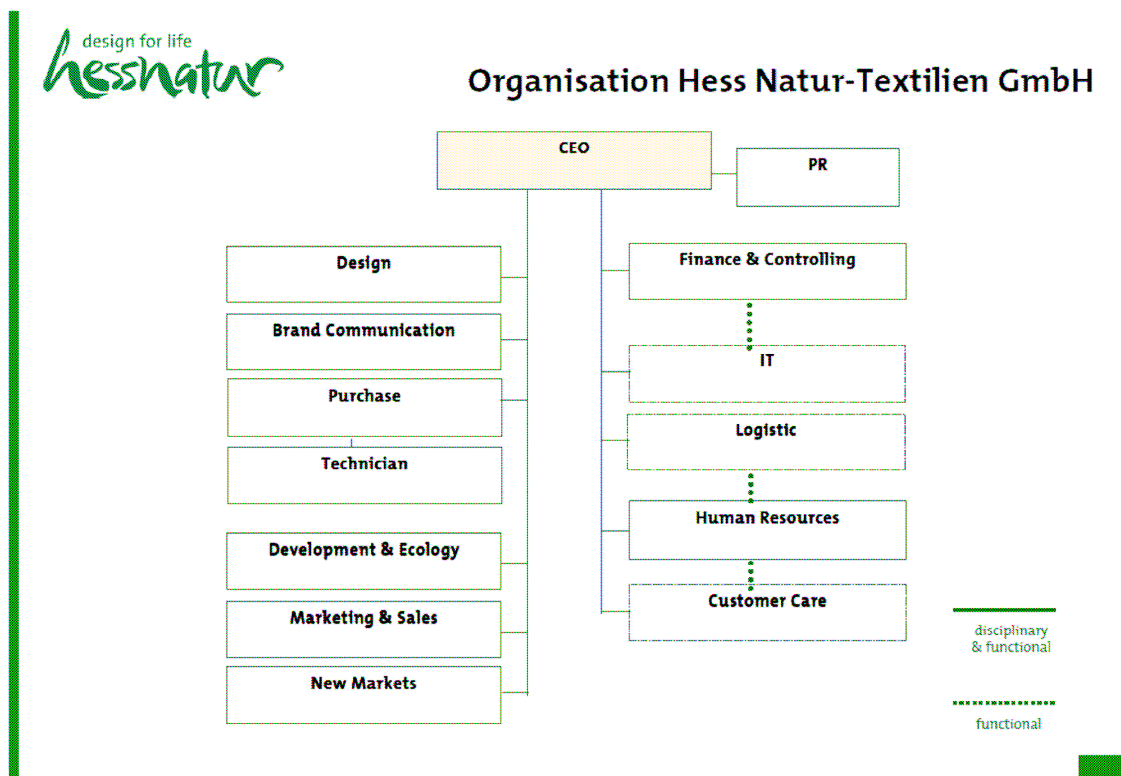 design for life
hessnatur
Organisation Hess Natur-Textilien GmbH
CEO
PR
Design
Brand Communication
Purchase
Technician
Development & Ecology
Marketing & Sales
New Markets
Finance & Controlling
IT
Logistic
Human Resources
Customer Care
disciplinary
& functional
functional